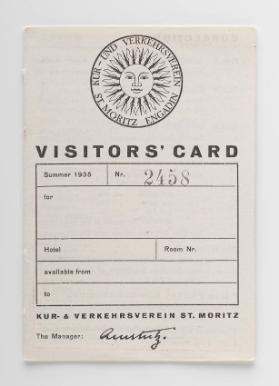 KUR- UND VERKEHRSVEREIN
ST. MORITZ ENGADIN
VISITORS' CARD
Summer 1935 Nr. 2458
for
Hotel Room Nr.
available from
to
KUR- & VERKEHRSVEREIN ST. MORITZ
The Manager: